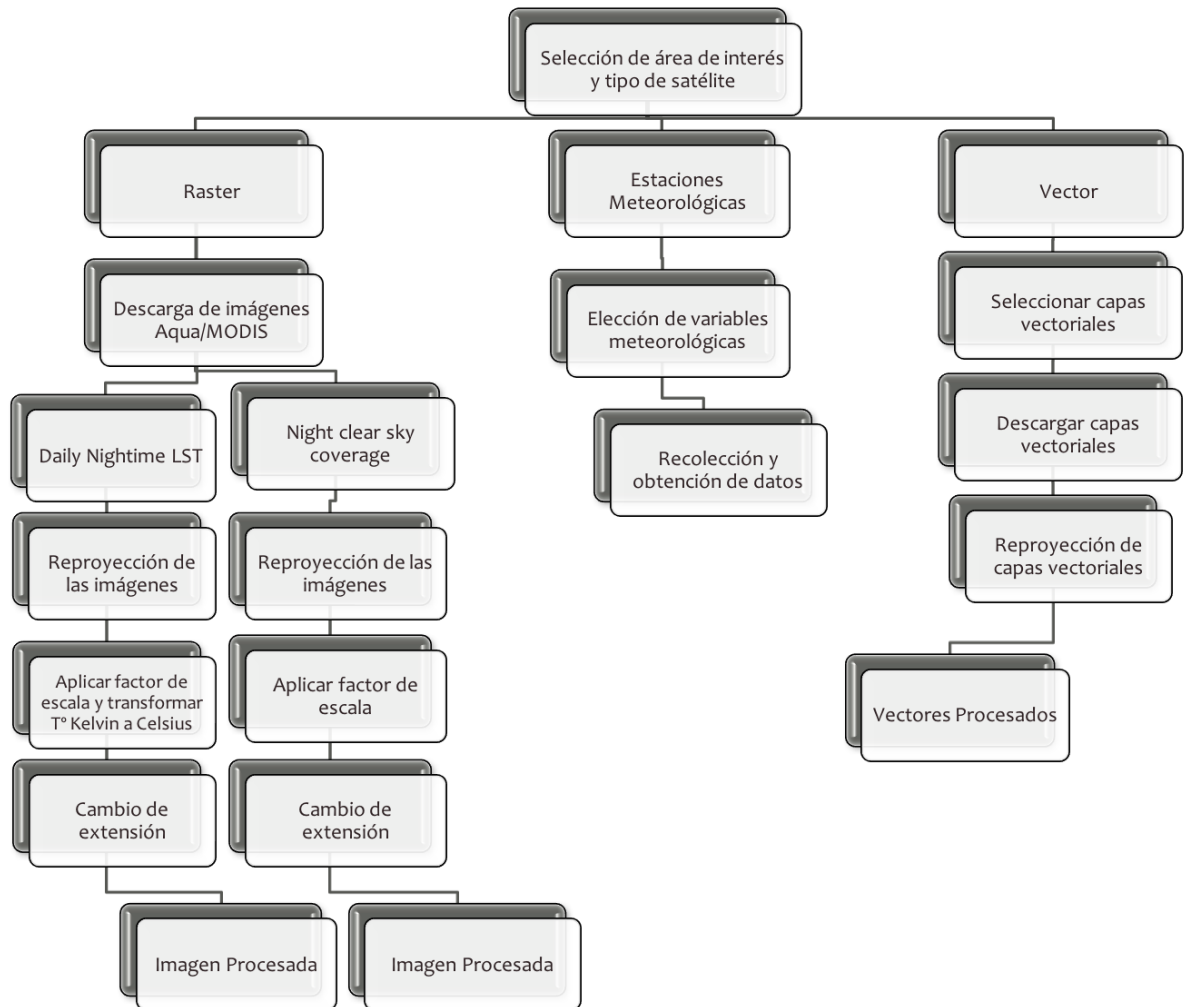 Selección de área de interés
y tipo de satélite
Raster
Estaciones
Meteorológicas
Vector
Descarga de imágenes
Aqua/MODIS
Elección de variables
meteorológicas
Seleccionar capas
vectoriales
Daily Nightime LST
Night clear sky
coverage
Recolección y
obtención de datos
Descargar capas
vectoriales
Reproyección de
las imágenes
Reproyección de las
imágenes
Reproyección de
capas vectoriales
Aplicar factor de
escala y transformar
T° Kelvin a Celsius
Aplicar factor de
escala
Vectores Procesados
Cambio de
extensión
Cambio de
extensión
Imagen Procesada
Imagen Procesada